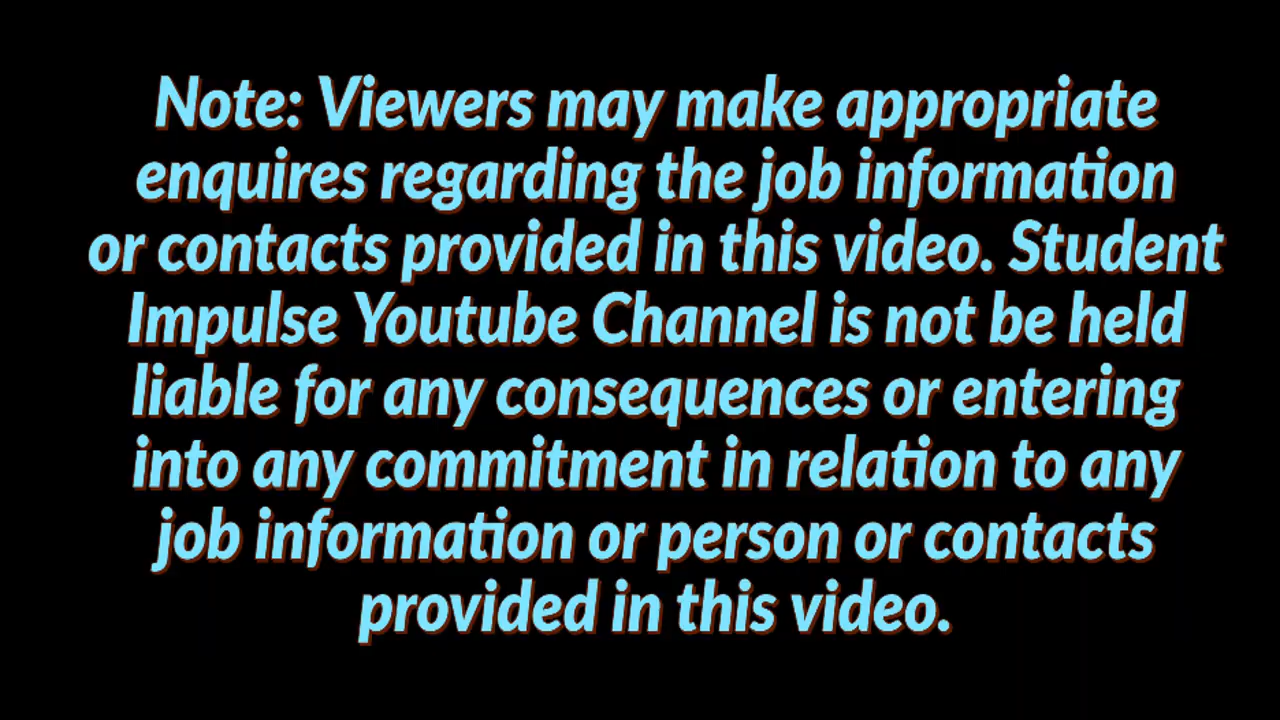 Note: Viewers may make appropriate
enquires regarding the job information
or contacts provided in this video. Student
Impulse Youtube Channel is not be held
liable for any consequences or entering
into any commitment in relation to any
job information or person or contacts
provided in this video.